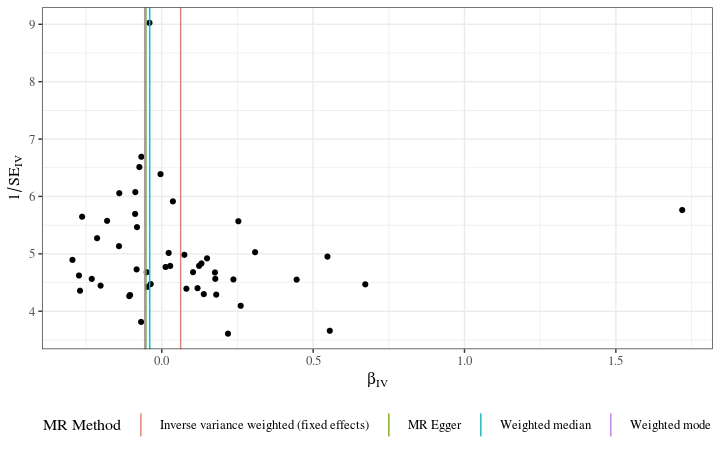 9
8
7
6
5
4
1/SE_IV
0.0 0.5 1.0 1.5
β_IV
MR Method Inverse variance weighted (fixed effects) MR Egger Weighted median Weighted mode